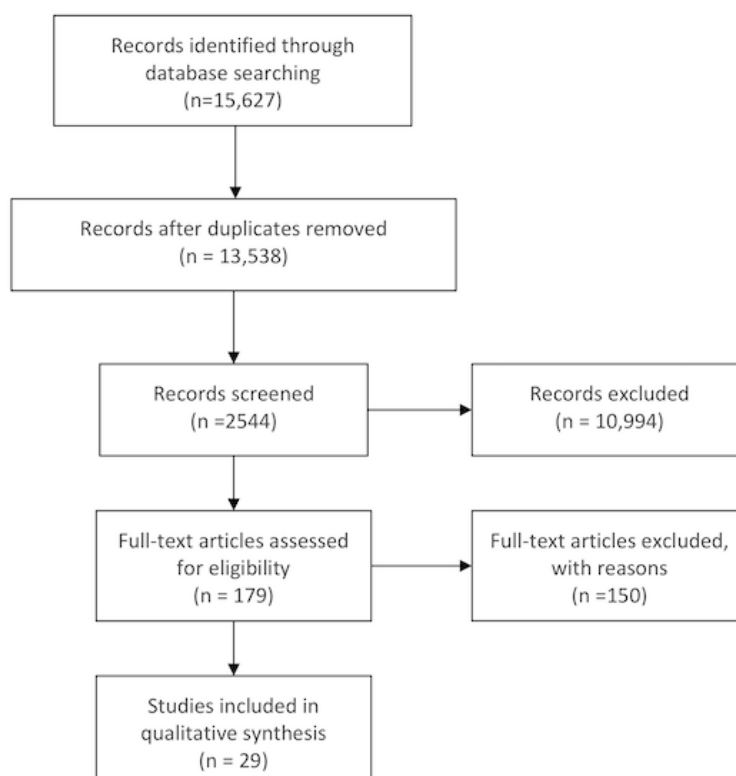 Records identified through
database searching
(n=15,627)
Records after duplicates removed
(n = 13,538)
Records screened
(n =2544)
Records excluded
(n = 10,994)
Full-text articles assessed
for eligibility
(n = 179)
Full-text articles excluded,
with reasons
(n =150)
Studies included in
qualitative synthesis
(n = 29)